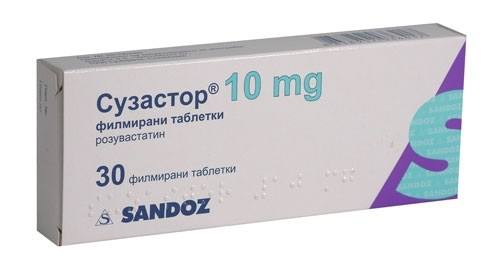 Сузастор® 10 mg
филмирани таблетки
розувастатин
30 филмирани таблетки
S SANDOZ
S